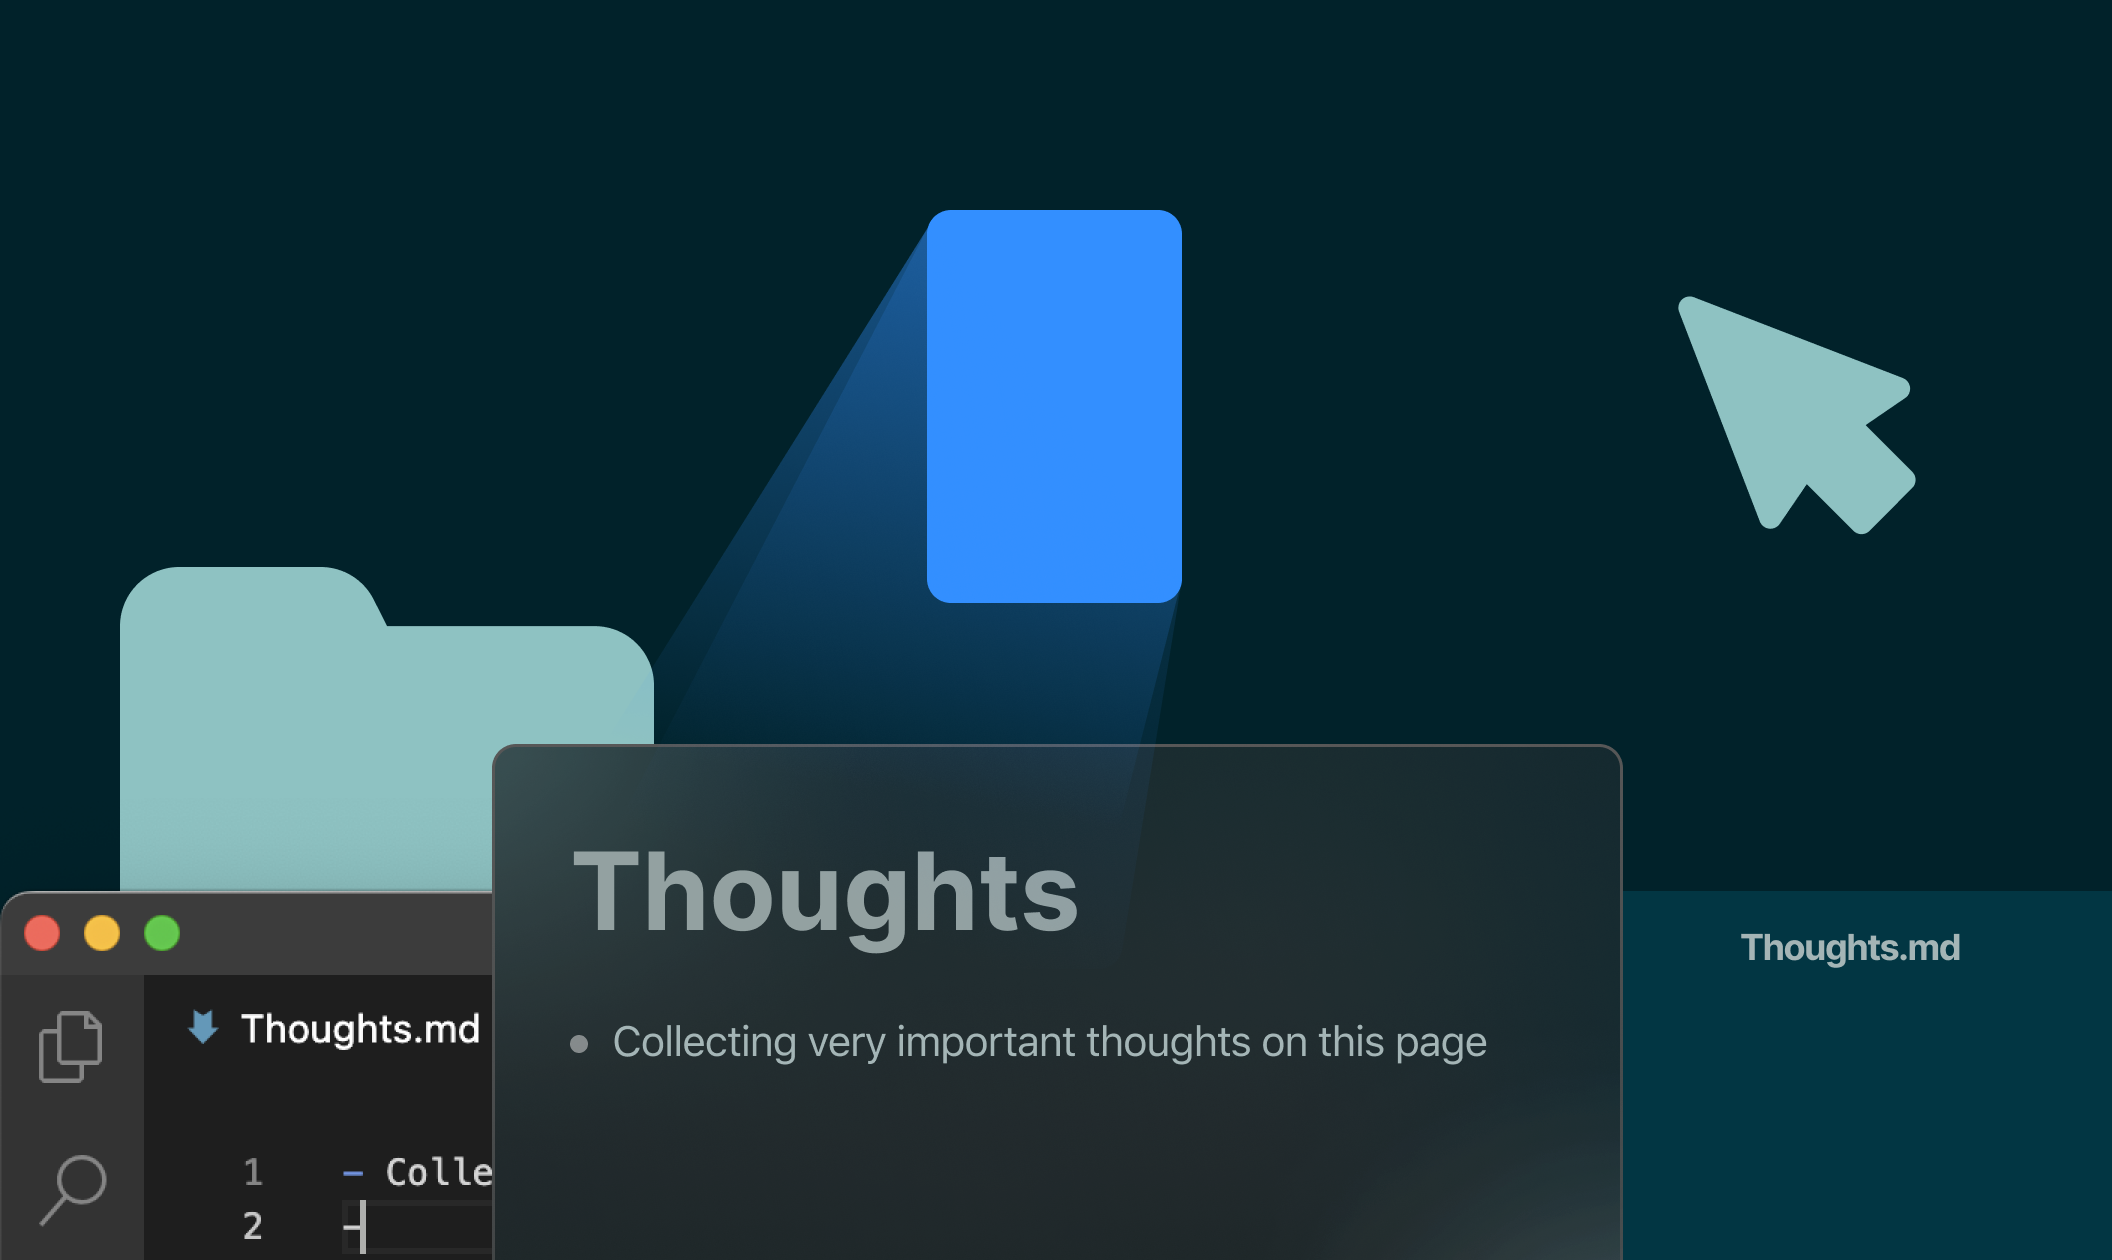 Thoughts
• Collecting very important thoughts on this page
Thoughts.md
Thoughts.md
1 - Colle
2 -